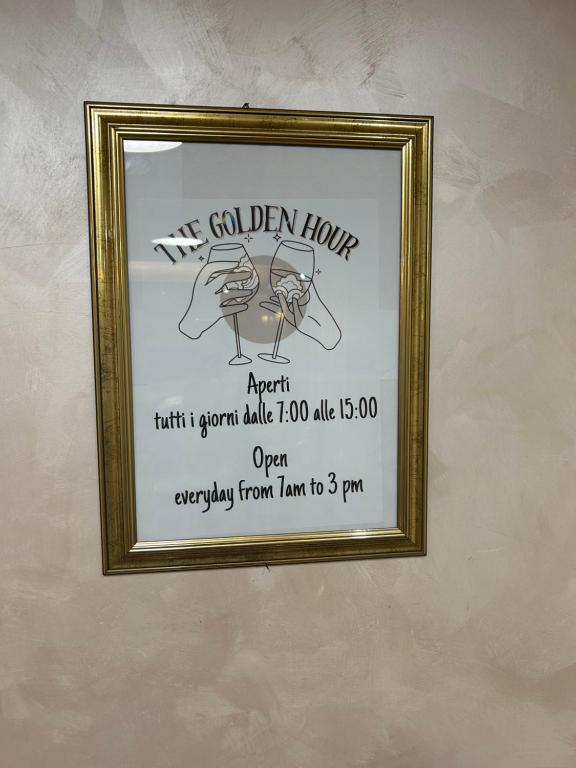 THE GOLDEN HOUR
Aperti
tutti i giorni dalle 7:00 alle 15:00
Open
everyday from 7am to 3 pm